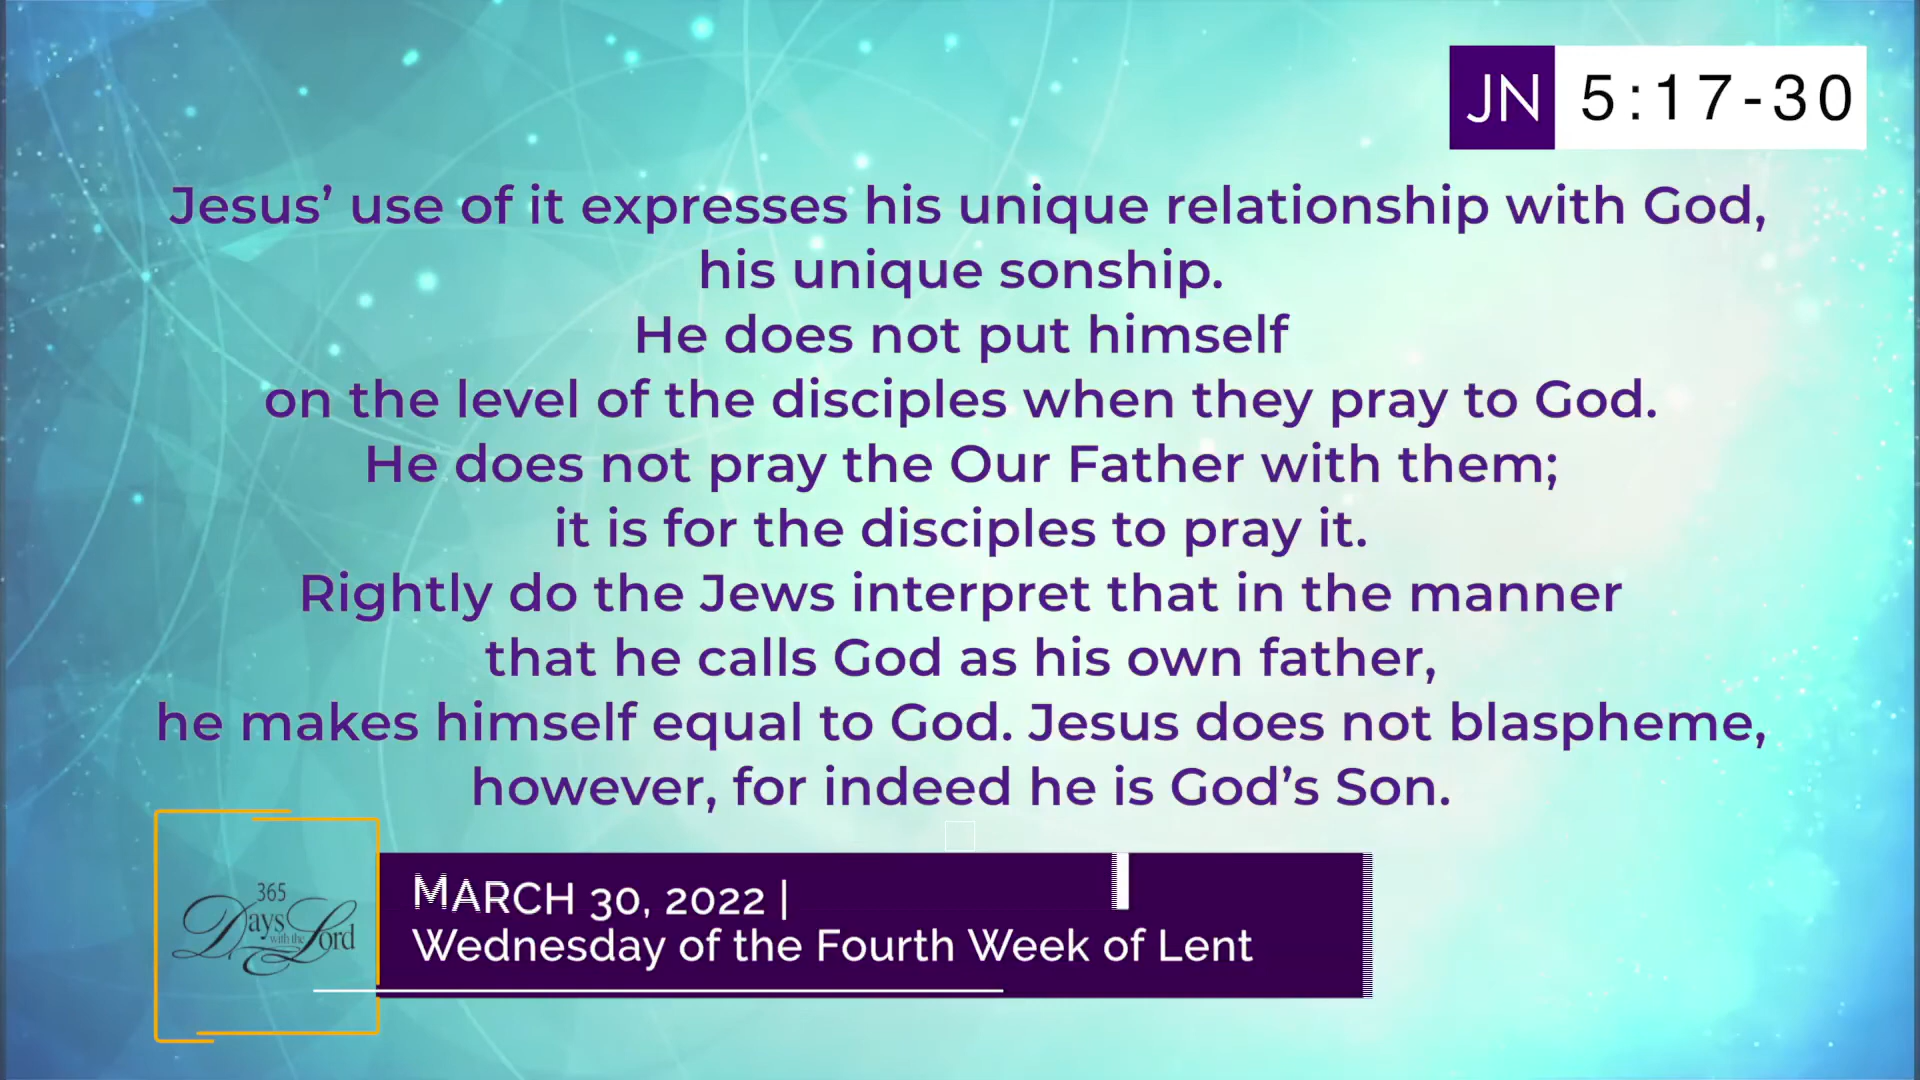 JN 5:17-30
Jesus’ use of it expresses his unique relationship with God,
his unique sonship.
He does not put himself
on the level of the disciples when they pray to God.
He does not pray the Our Father with them;
it is for the disciples to pray it.
Rightly do the Jews interpret that in the manner
that he calls God as his own father,
he makes himself equal to God. Jesus does not blaspheme,
however, for indeed he is God’s Son.
365
Days with the Lord
MARCH 30, 2022 |
Wednesday of the Fourth Week of Lent